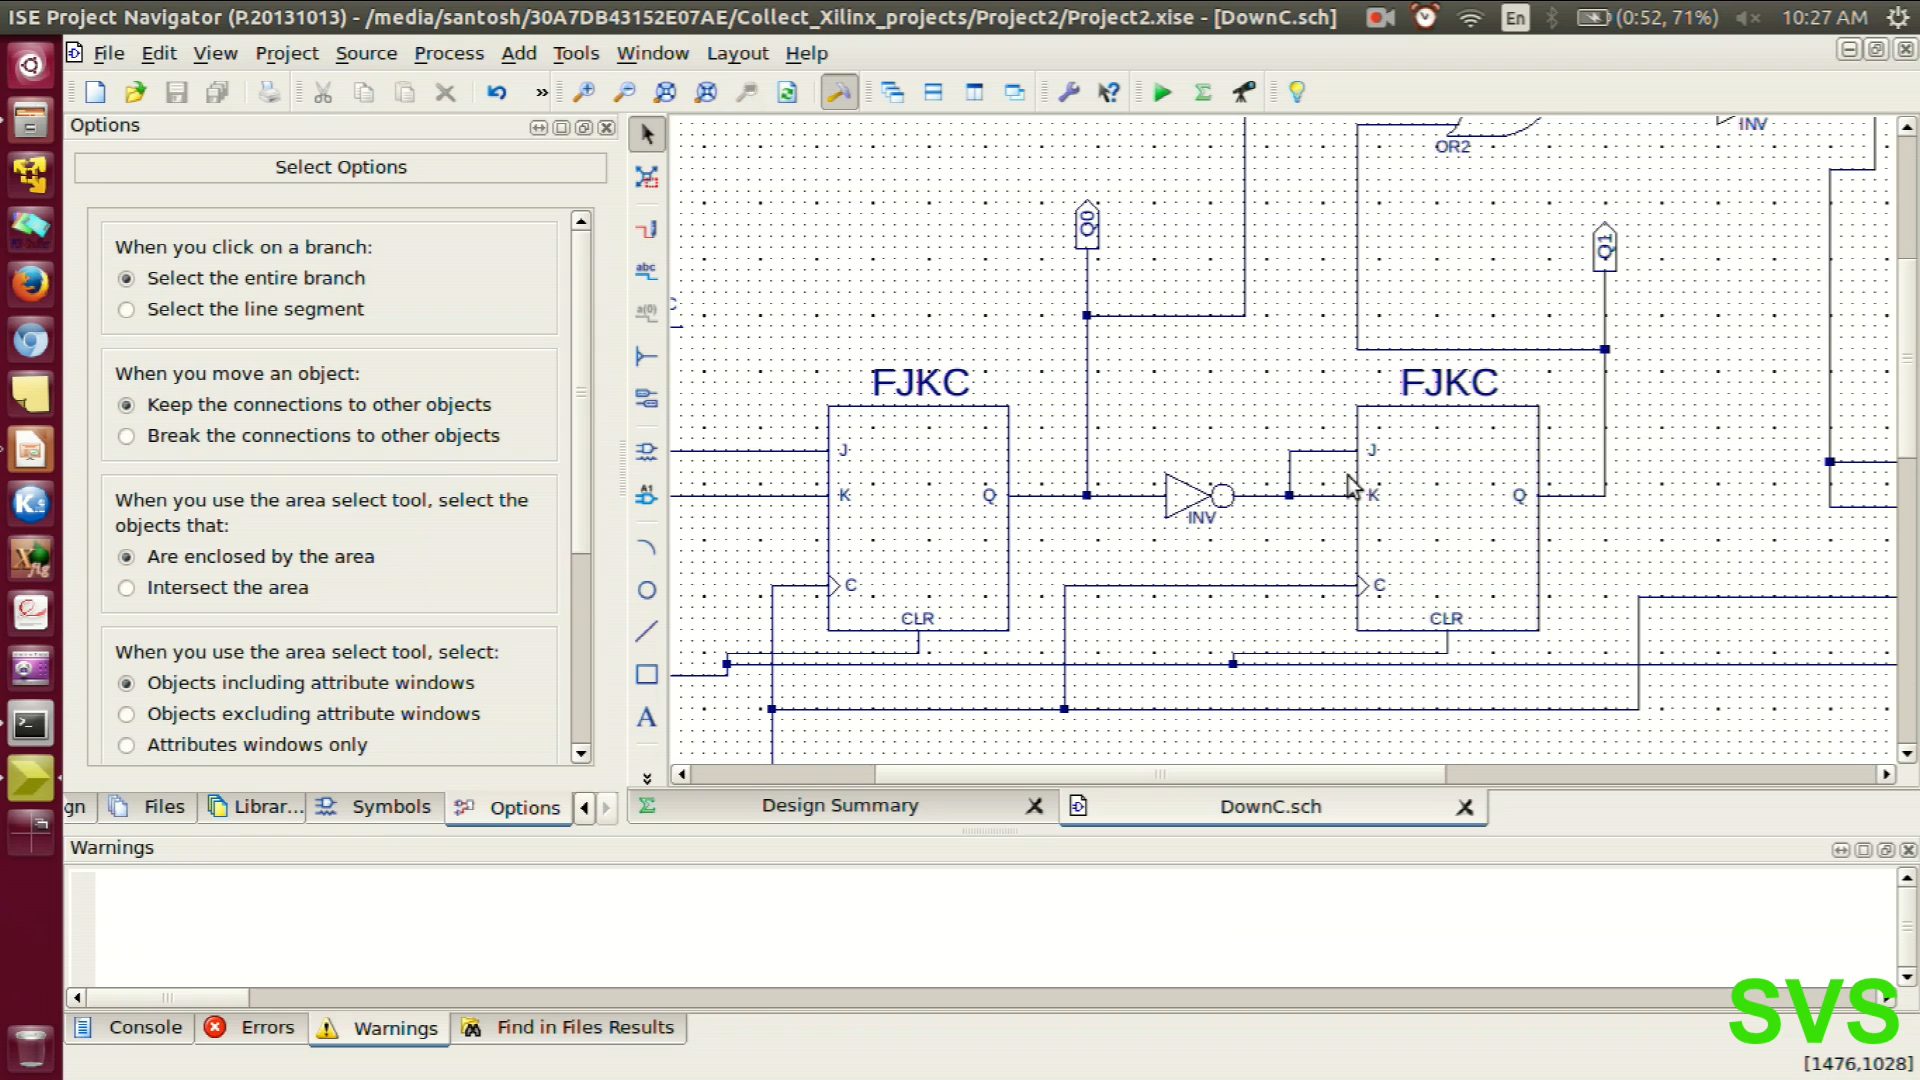 ISE Project Navigator (P.20131013) - /media/santosh/30A7DB43152E07AE/Collect_Xilinx_projects/Project2/Project2.xise - [DownC.sch]
En
(0:52, 71%)
10:27 AM
File Edit View Project Source Process Add Tools Window Layout Help
»
Options
Select Options
When you click on a branch:
Select the entire branch
Select the line segment
When you move an object:
Keep the connections to other objects
Break the connections to other objects
When you use the area select tool, select the
objects that:
Are enclosed by the area
Intersect the area
When you use the area select tool, select:
Objects including attribute windows
Objects excluding attribute windows
Attributes windows only
gn Files Librar... Symbols Options
abc
a(0)
A1
A
OR2
INV
Q0
Q1
FJKC
FJKC
J
J
K
Q
K
Q
INV
C
C
CLR
CLR
Design Summary
DownC.sch
Warnings
Console Errors Warnings Find in Files Results
SVS
[1476,1028]